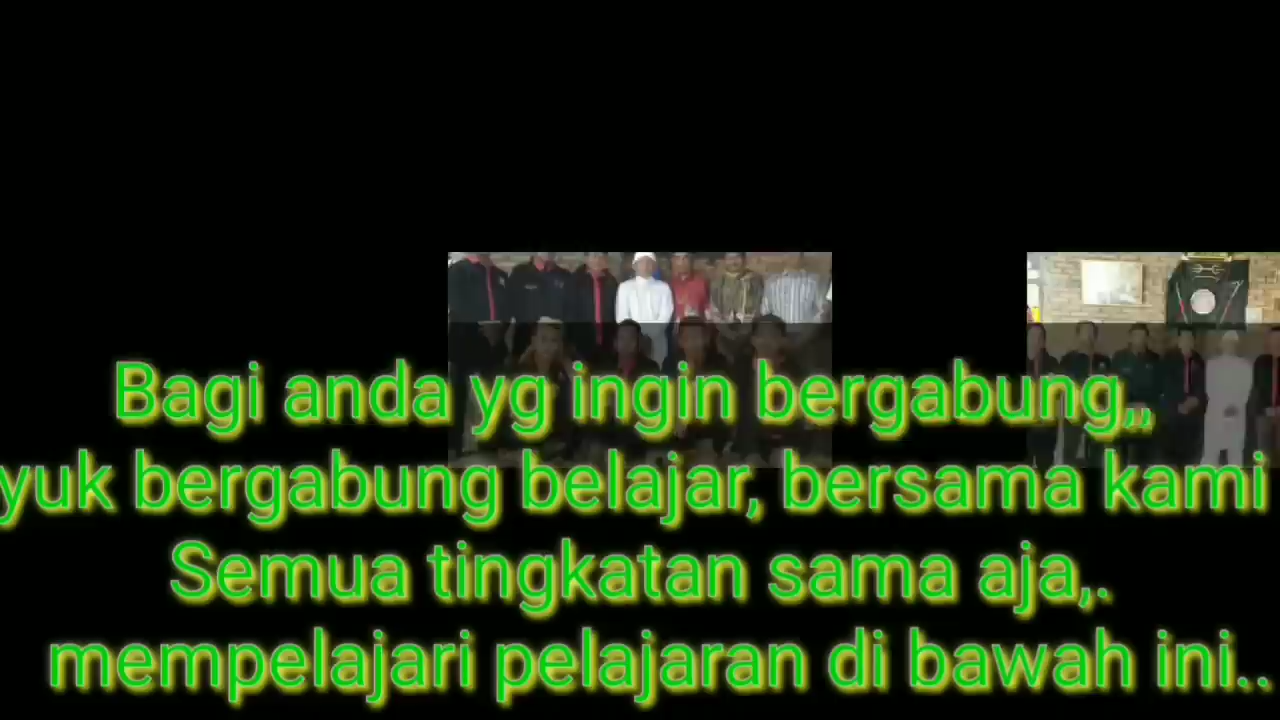 Bagi anda yg ingin bergabung,,
yuk bergabung belajar, bersama kami
Semua tingkatan sama aja,.
mempelajari pelajaran di bawah ini..